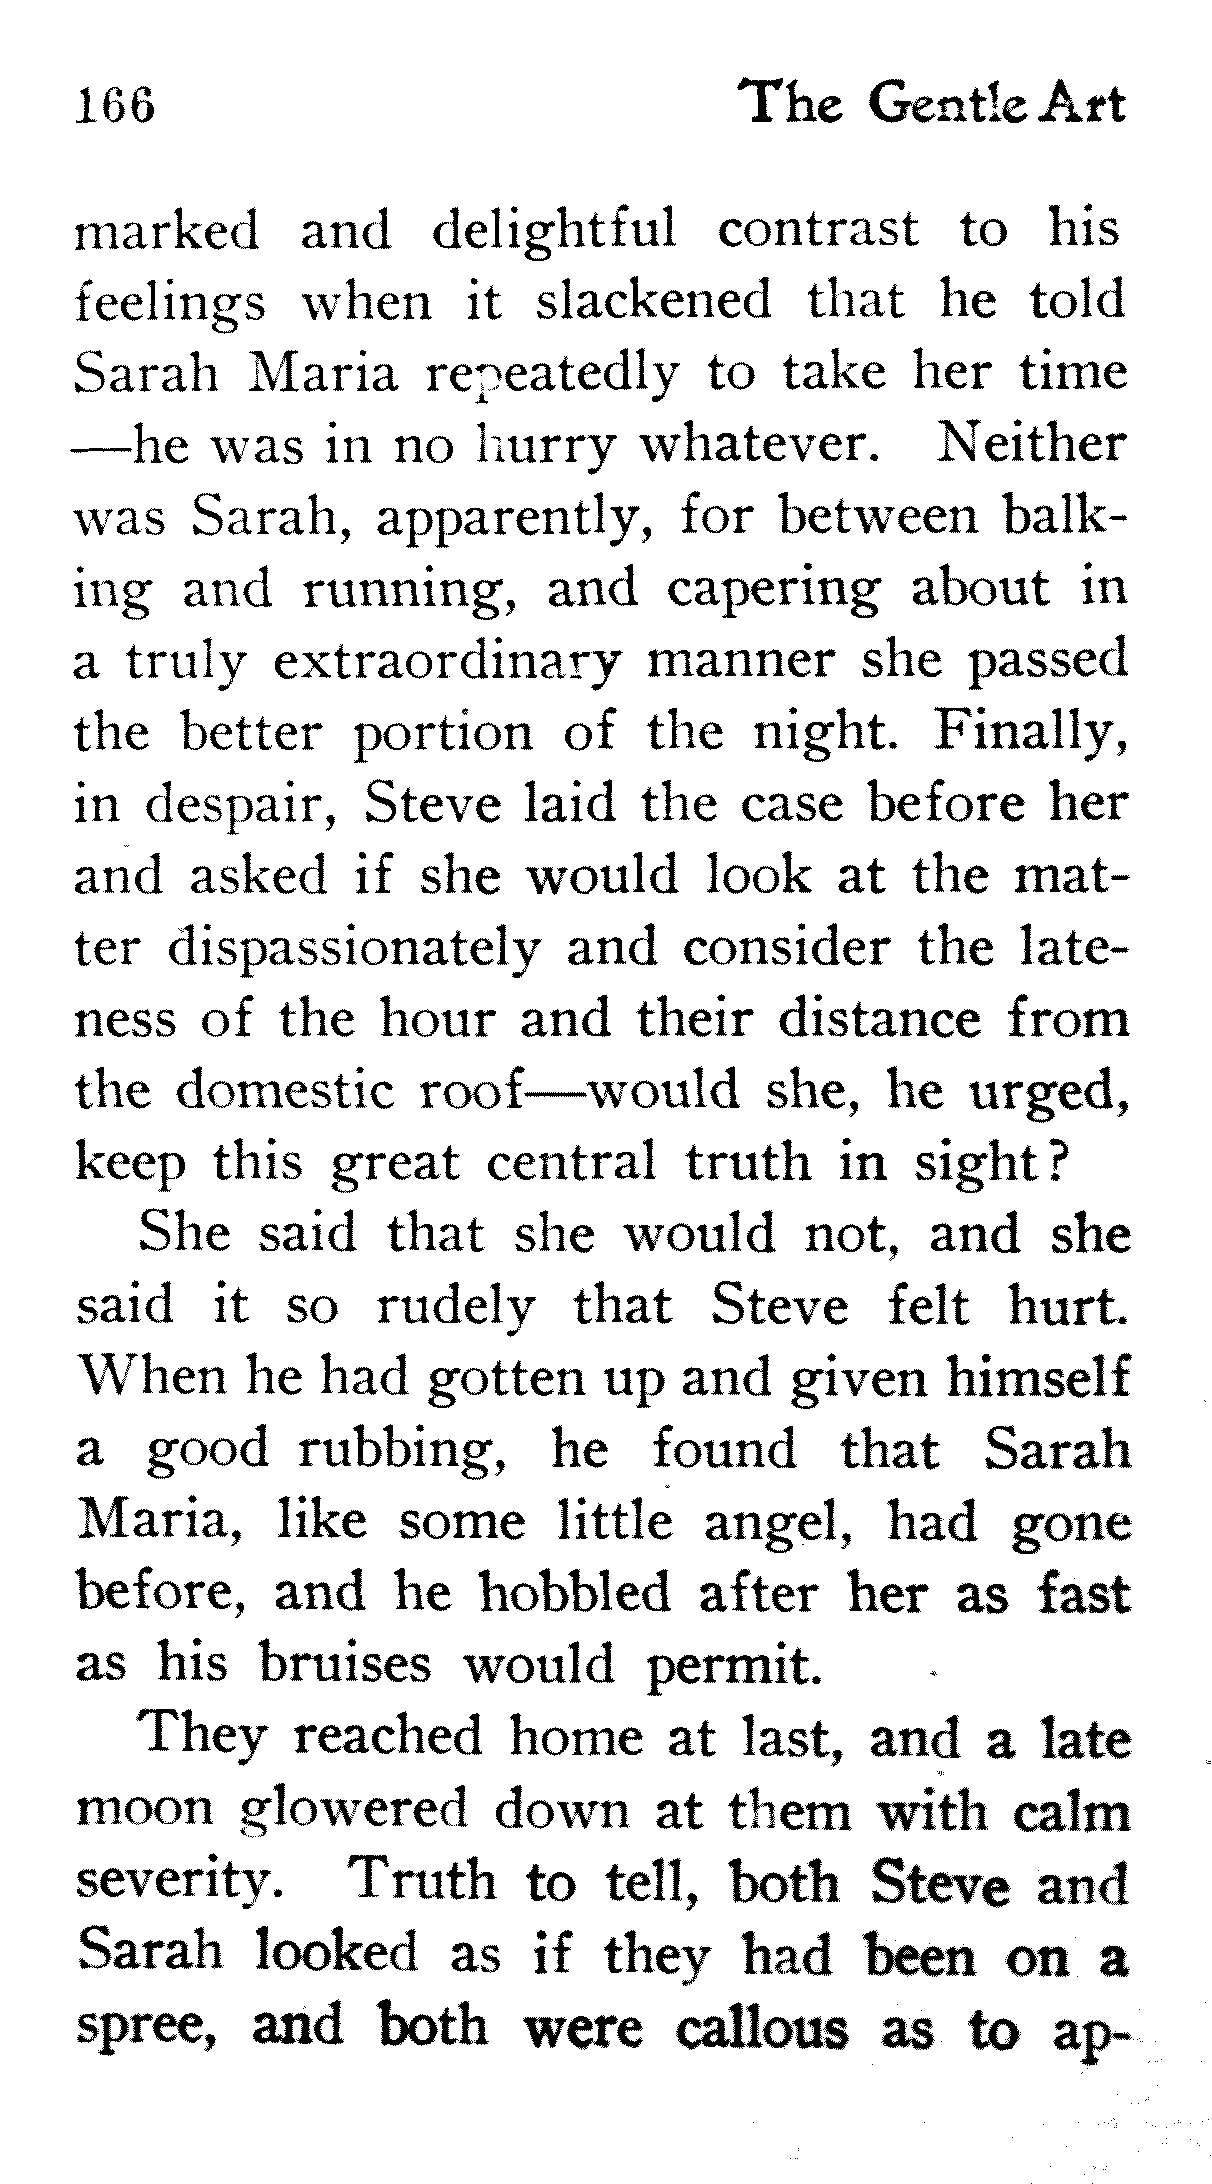 166 The Gentle Art
marked and delightful contrast to his
feelings when it slackened that he told
Sarah Maria repeatedly to take her time
—he was in no hurry whatever. Neither
was Sarah, apparently, for between balk-
ing and running, and capering about in
a truly extraordinary manner she passed
the better portion of the night. Finally,
in despair, Steve laid the case before her
and asked if she would look at the mat-
ter dispassionately and consider the late-
ness of the hour and their distance from
the domestic roof—would she, he urged,
keep this great central truth in sight?
She said that she would not, and she
said it so rudely that Steve felt hurt.
When he had gotten up and given himself
a good rubbing, he found that Sarah
Maria, like some little angel, had gone
before, and he hobbled after her as fast
as his bruises would permit.
They reached home at last, and a late
moon glowered down at them with calm
severity. Truth to tell, both Steve and
Sarah looked as if they had been on a
spree, and both were callous as to ap-